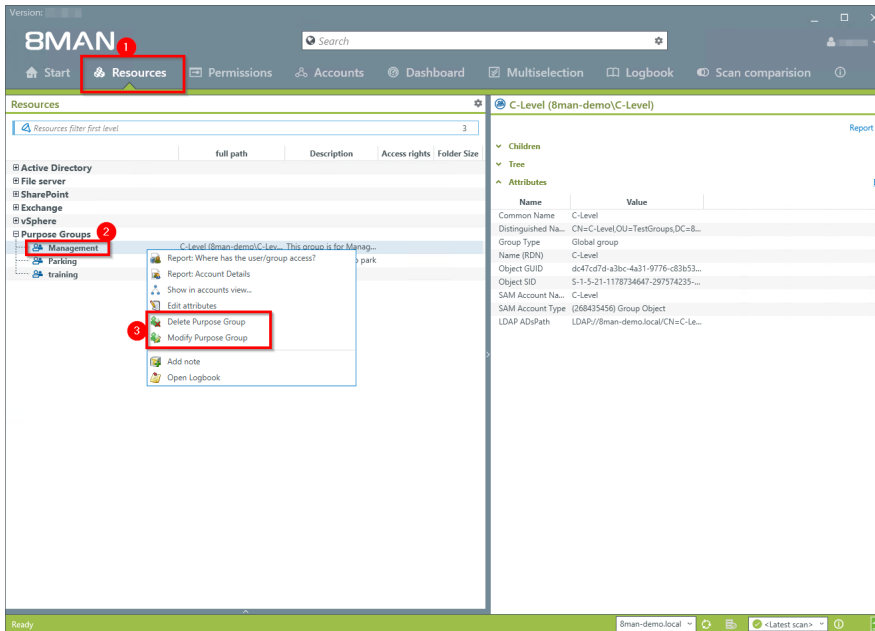 Version:
8MAN
1
Search
Start Resources Permissions Accounts Dashboard Multiselection Logbook Scan comparision
Resources
Resources filter first level 3
full path Description Access rights Folder Size
Active Directory
File server
SharePoint
Exchange
vSphere
Purpose Groups 2
Management C-Level (8man-demo\C-Lev... This group is for Manag...
Parking park
training
Report: Where has the user/group access?
Report: Account Details
Show in accounts view...
Edit attributes
3
Delete Purpose Group
Modify Purpose Group
Add note
Open Logbook
C-Level (8man-demo\C-Level)
Report
Children
Tree
Attributes
Name Value
Common Name C-Level
Distinguished Na... CN=C-Level,OU=TestGroups,DC=8...
Group Type Global group
Name (RDN) C-Level
Object GUID dc47cd7d-a3bc-4a31-9776-c83b53...
Object SID S-1-5-21-1178734647-297574235-...
SAM Account Na... C-Level
SAM Account Type (268435456) Group Object
LDAP ADsPath LDAP://8man-demo.local/CN=C-Le...
Ready 8man-demo.local <Latest scan>